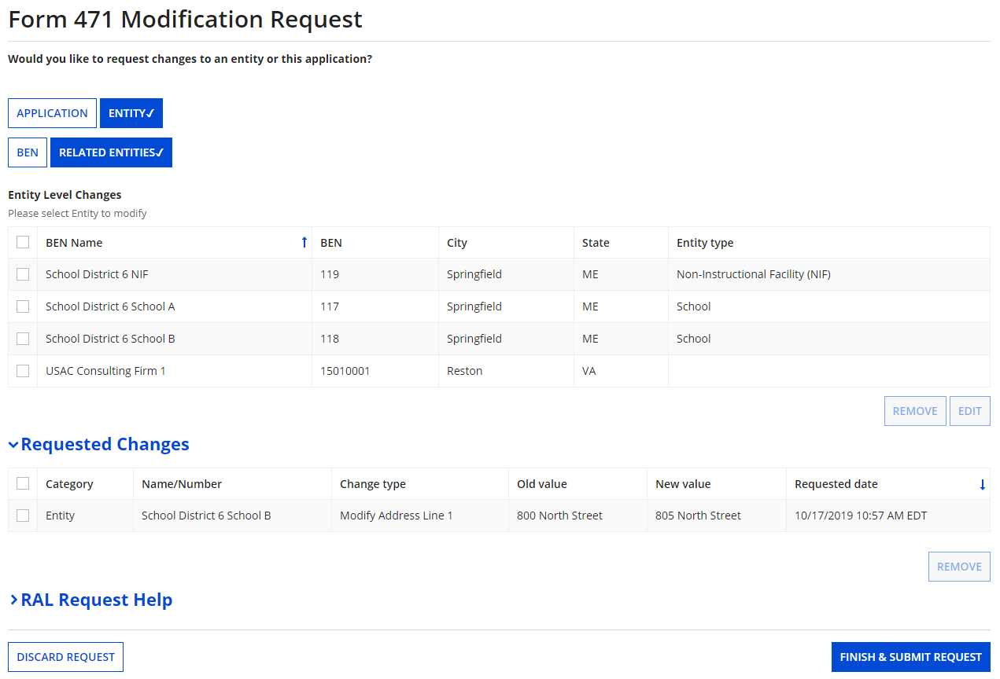 Form 471 Modification Request
Would you like to request changes to an entity or this application?
APPLICATION ENTITY✓
BEN RELATED ENTITIES✓
Entity Level Changes
Please select Entity to modify
BEN Name ↑ BEN City State Entity type
School District 6 NIF 119 Springfield ME Non-Instructional Facility (NIF)
School District 6 School A 117 Springfield ME School
School District 6 School B 118 Springfield ME School
USAC Consulting Firm 1 15010001 Reston VA
REMOVE EDIT
Requested Changes
Category Name/Number Change type Old value New value Requested date ↓
Entity School District 6 School B Modify Address Line 1 800 North Street 805 North Street 10/17/2019 10:57 AM EDT
REMOVE
RAL Request Help
DISCARD REQUEST FINISH & SUBMIT REQUEST